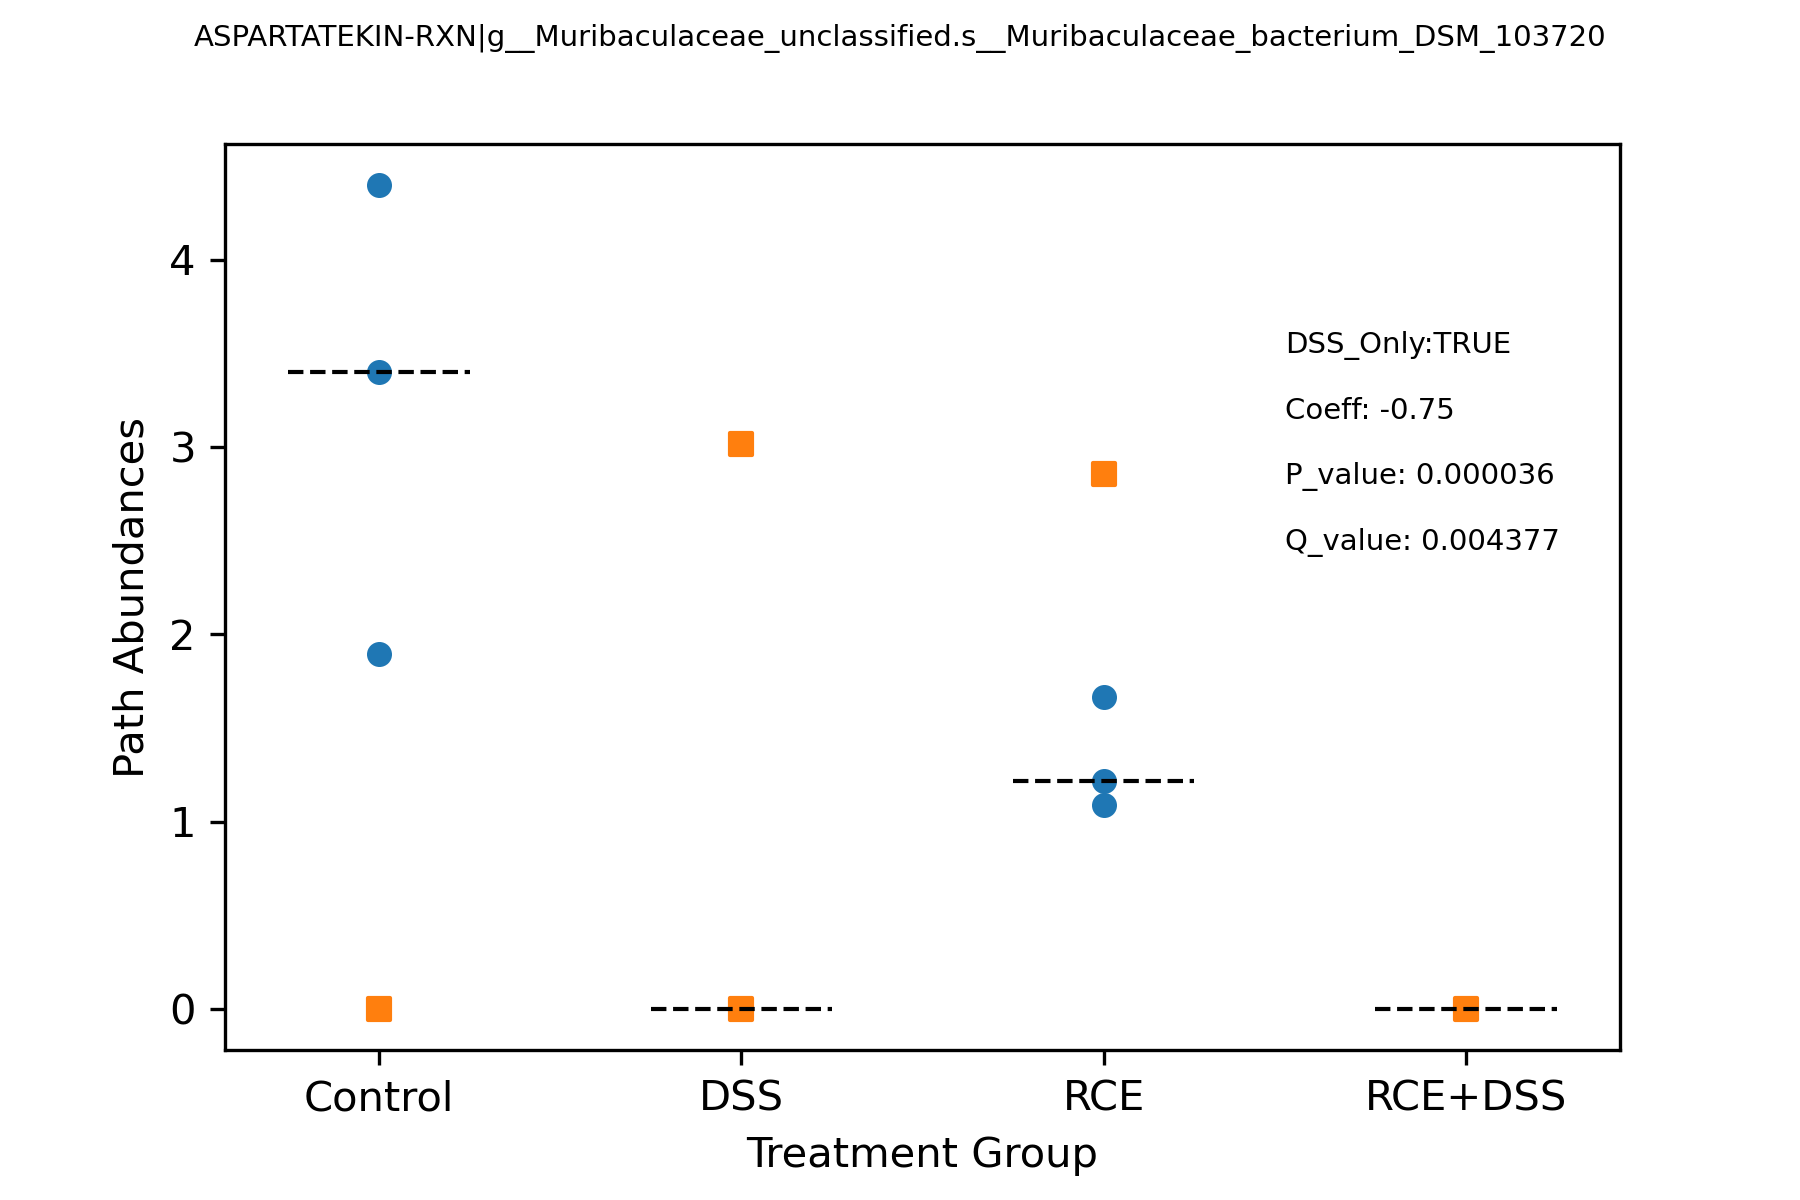 ASPARTATEKIN-RXN|g__Muribaculaceae_unclassified.s__Muribaculaceae_bacterium_DSM_103720
4
3
2
1
0
Path Abundances
DSS_Only:TRUE
Coeff: -0.75
P_value: 0.000036
Q_value: 0.004377
Control DSS RCE RCE+DSS
Treatment Group